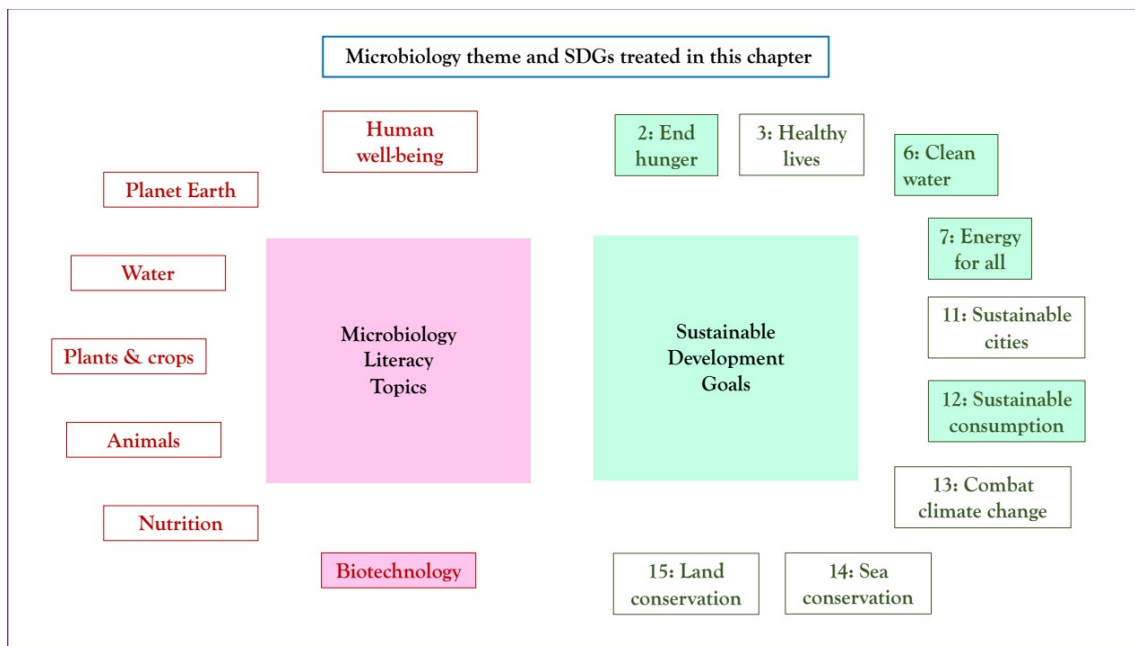 Microbiology theme and SDGs treated in this chapter
Human
well-being
Planet Earth
Water
Plants & crops
Animals
Nutrition
Biotechnology
Microbiology
Literacy
Topics
2: End
hunger
3: Healthy
lives
6: Clean
water
7: Energy
for all
11: Sustainable
cities
12: Sustainable
consumption
13: Combat
climate change
14: Sea
conservation
15: Land
conservation
Sustainable
Development
Goals